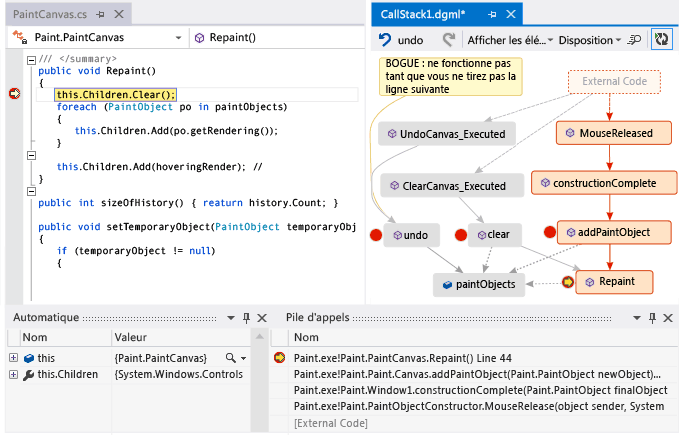 PaintCanvas.cs
Paint.PaintCanvas
Repaint()
/// </summary>
public void Repaint()
{
this.Children.Clear();
foreach (PaintObject po in paintObjects)
{
this.Children.Add(po.getRendering());
}
this.Children.Add(hoveringRender); //
}
public int sizeOfHistory() { reaturn history.Count; }
public void setTemporaryObject(PaintObject temporaryObj
{
if (temporaryObject != null)
{
CallStack1.dgml*
undo
Afficher les élé...
Disposition
BOGUE : ne fonctionne pas
tant que vous ne tirez pas la
ligne suivante
External Code
UndoCanvas_Executed
MouseReleased
ClearCanvas_Executed
constructionComplete
undo
clear
addPaintObject
paintObjects
Repaint
Automatique
Nom
Valeur
this
{Paint.PaintCanvas}
this.Children
{System.Windows.Controls
Pile d'appels
Nom
Paint.exe!Paint.PaintCanvas.Repaint() Line 44
Paint.exe!Paint.Paint.Canvas.addPaintObject(Paint.PaintObject newObject)...
Paint.exe!Paint.Window1.constructionComplete(Paint.PaintObject finalObject
Paint.exe!Paint.PaintObjectConstructor.MouseRelease(object sender, System
[External Code]